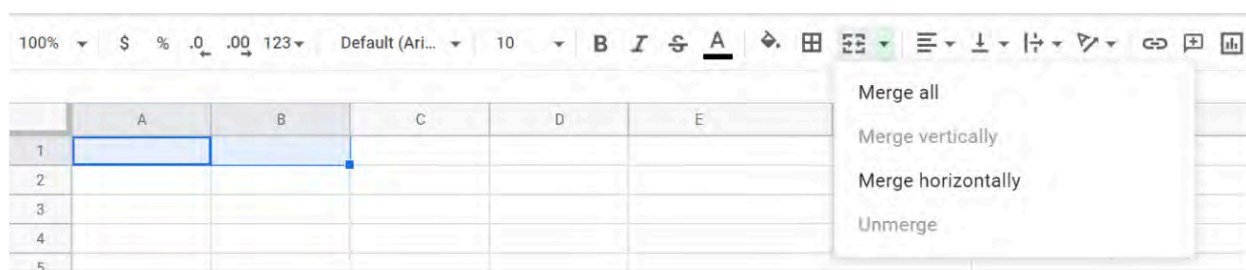 100% $ % .0 .00 123 Default (Ari... 10 B I S A
Merge all
A B C D E
Merge vertically
1
2
Merge horizontally
3
4
Unmerge
5